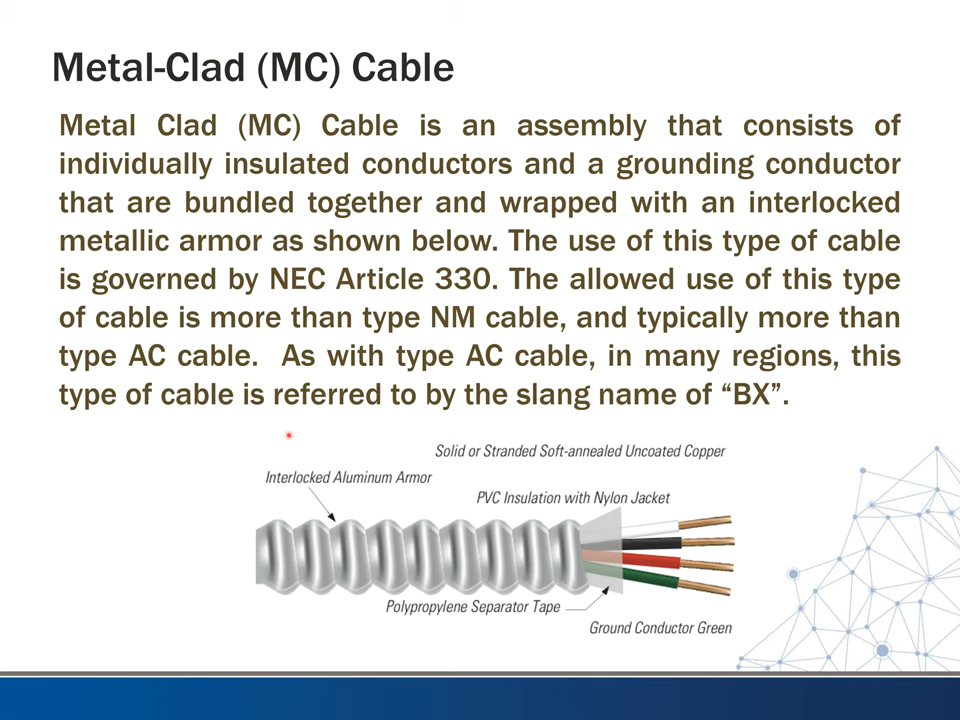 Metal-Clad (MC) Cable
Metal Clad (MC) Cable is an assembly that consists of
individually insulated conductors and a grounding conductor
that are bundled together and wrapped with an interlocked
metallic armor as shown below. The use of this type of cable
is governed by NEC Article 330. The allowed use of this type
of cable is more than type NM cable, and typically more than
type AC cable. As with type AC cable, in many regions, this
type of cable is referred to by the slang name of “BX”.
Solid or Stranded Soft-annealed Uncoated Copper
Interlocked Aluminum Armor
PVC Insulation with Nylon Jacket
Polypropylene Separator Tape
Ground Conductor Green